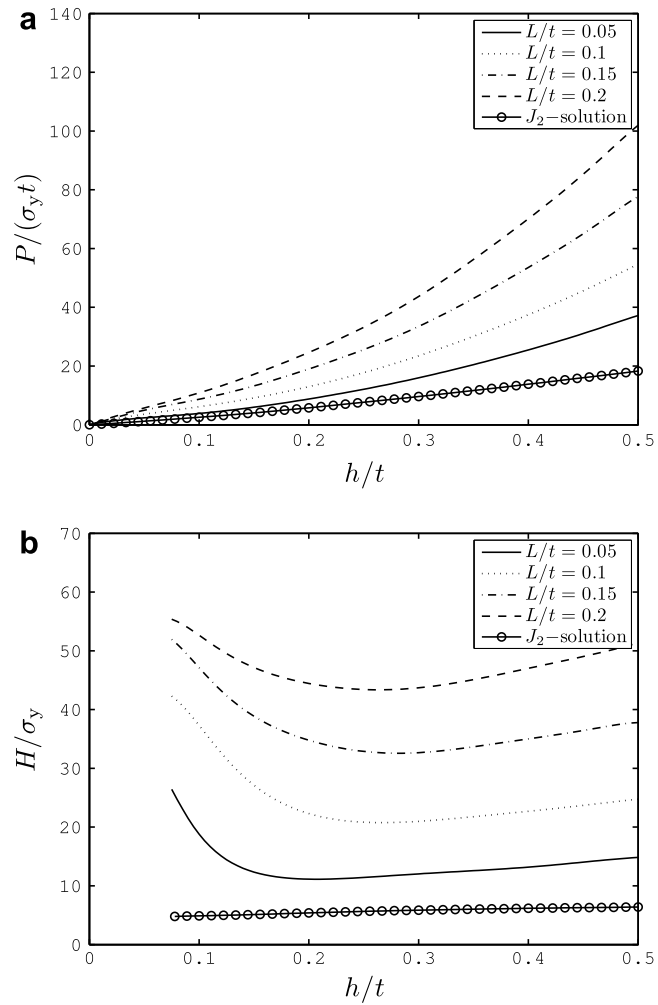 a
140
120
100
80
60
40
20
0
P/(σ_y t)
L/t = 0.05
L/t = 0.1
L/t = 0.15
L/t = 0.2
J₂−solution
0 0.1 0.2 0.3 0.4 0.5
h/t
b
70
60
50
40
30
20
10
0
H/σ_y
L/t = 0.05
L/t = 0.1
L/t = 0.15
L/t = 0.2
J₂−solution
0 0.1 0.2 0.3 0.4 0.5
h/t